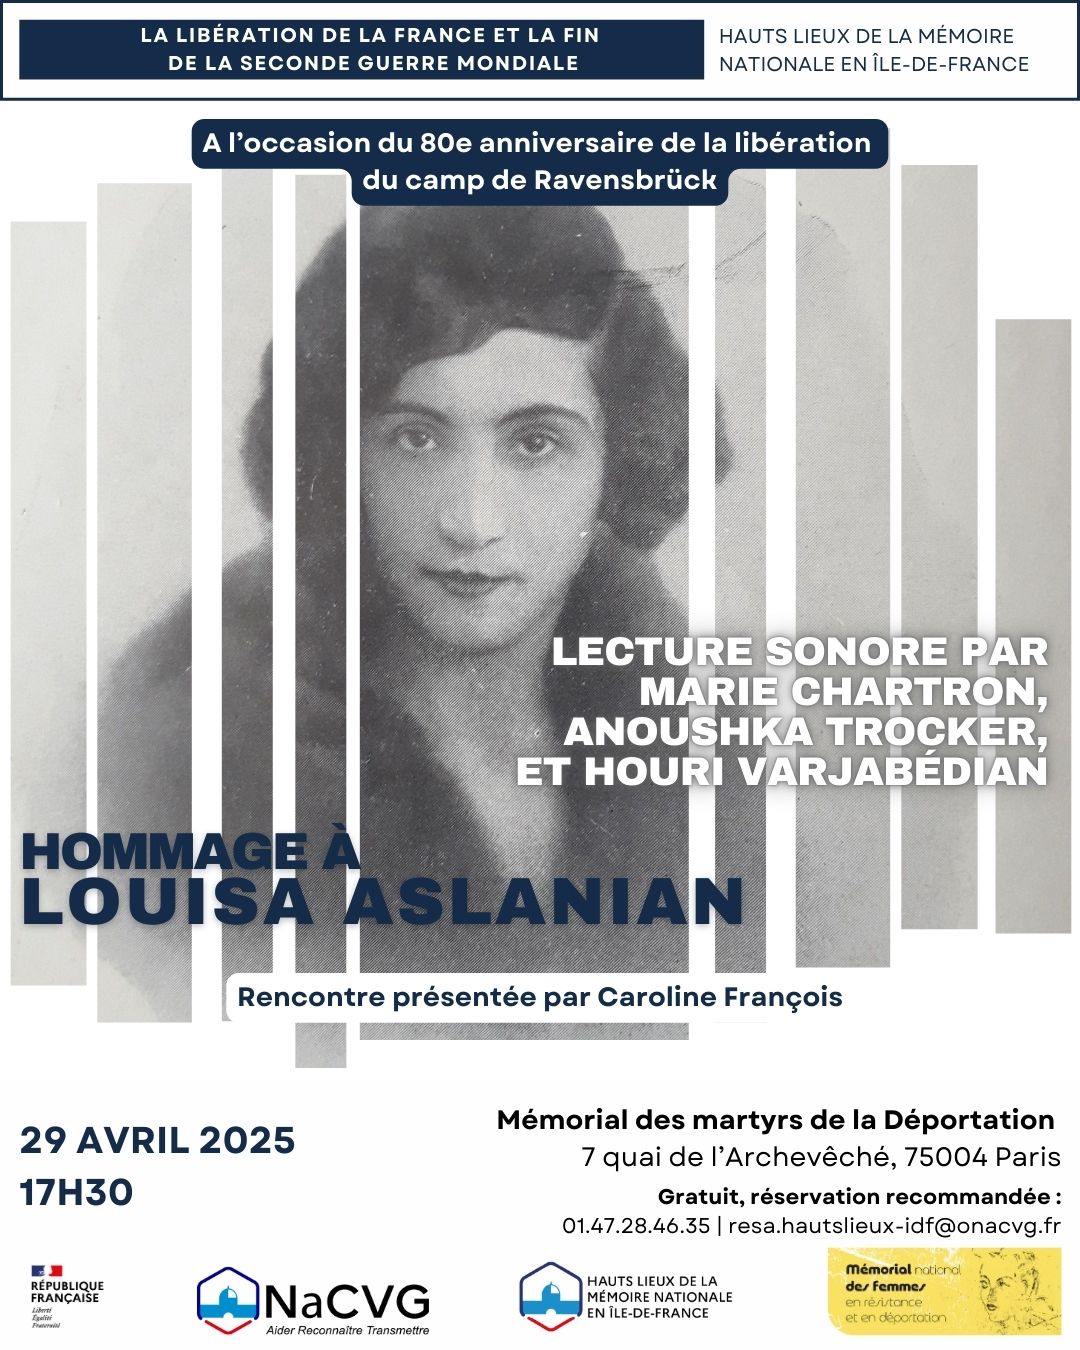 LA LIBÉRATION DE LA FRANCE ET LA FIN
DE LA SECONDE GUERRE MONDIALE
HAUTS LIEUX DE LA MÉMOIRE
NATIONALE EN ÎLE-DE-FRANCE
A l’occasion du 80e anniversaire de la libération
du camp de Ravensbrück
LECTURE SONORE PAR
MARIE CHARTRON,
ANOUSHKA TROCKER,
ET HOURI VARJABÉDIAN
HOMMAGE À
LOUISA ASLANIAN
Rencontre présentée par Caroline François
29 AVRIL 2025
17H30
Mémorial des martyrs de la Déportation
7 quai de l’Archevêché, 75004 Paris
Gratuit, réservation recommandée :
01.47.28.46.35 | resa.hautslieux-idf@onacvg.fr
RÉPUBLIQUE
FRANÇAISE
Liberté
Égalité
Fraternité
NaCVG
Aider Reconnaître Transmettre
HAUTS LIEUX DE LA
MÉMOIRE NATIONALE
EN ÎLE-DE-FRANCE
Mémorial national
des femmes
en résistance
et en déportation